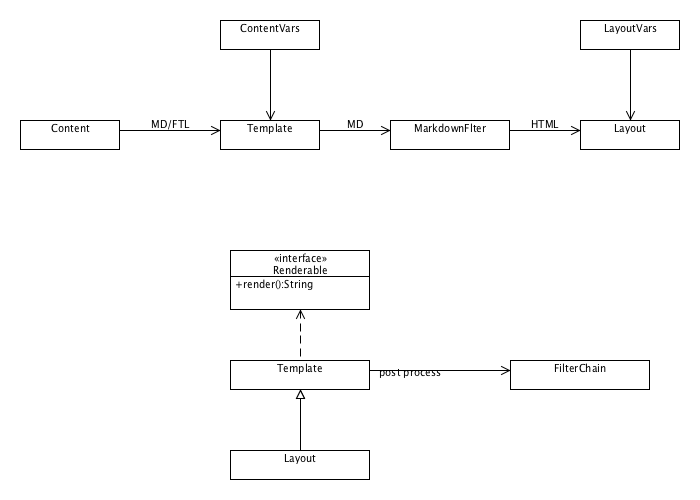 ContentVars
LayoutVars
Content
MD/FTL
Template
MD
MarkdownFlter
HTML
Layout
«interface»
Renderable
+render():String
Template
post process
FilterChain
Layout